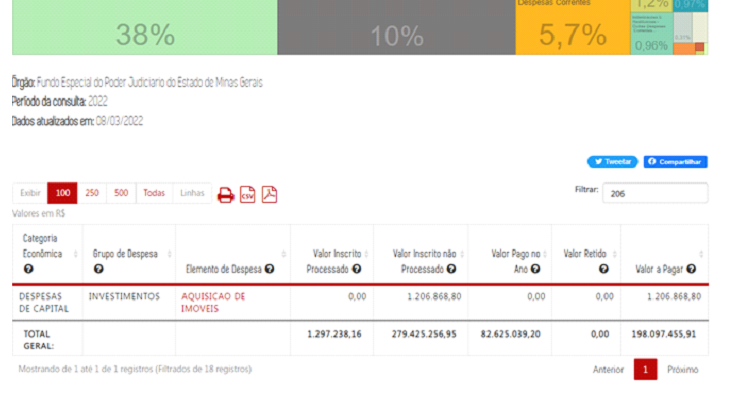 Despesas Correntes
1,2% 0,97%
38%
10%
5,7%
0,96%
Órgão: Fundo Especial do Poder Judiciario do Estado de Minas Gerais
Período da consulta: 2022
Dados atualizados em: 08/03/2022
Tweetar Compartilhar
Exibir 100 250 500 Todas Linhas CSV Filtrar: 206
Valores em R$
Categoria Econômica Grupo de Despesa Elemento de Despesa Valor Inscrito Processado Valor Inscrito não Processado Valor Pago no Ano Valor Retido Valor a Pagar
DESPESAS DE CAPITAL INVESTIMENTOS AQUISICAO DE IMOVEIS 0,00 1.206.868,80 0,00 0,00 1.206.868,80
TOTAL GERAL: 1.297.238,16 279.425.256,95 82.625.039,20 0,00 198.097.455,91
Mostrando de 1 até 1 de 1 registros (Filtrados de 18 registros) Anterior 1 Próximo